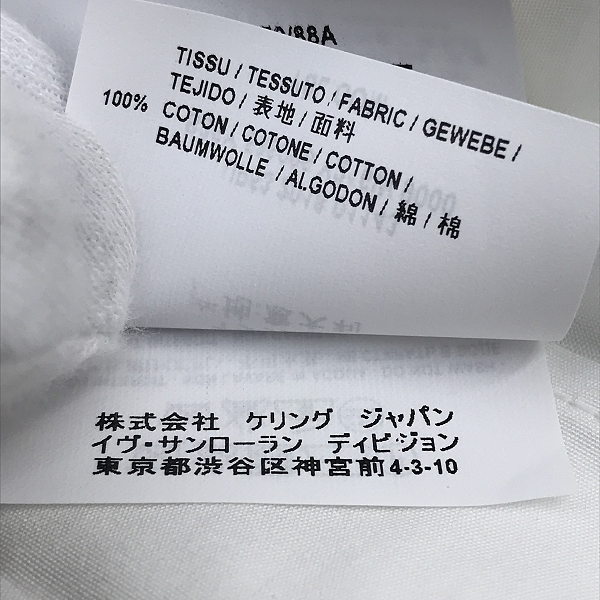 TISSU / TESSUTO / FABRIC / GEWEBE /
TEJIDO / 表地 / 面料
100% COTON / COTONE / COTTON /
BAUMWOLLE / ALGODON / 綿 / 棉
株式会社 ケリング ジャパン
イヴ・サンローラン ディビジョン
東京都渋谷区神宮前4-3-10